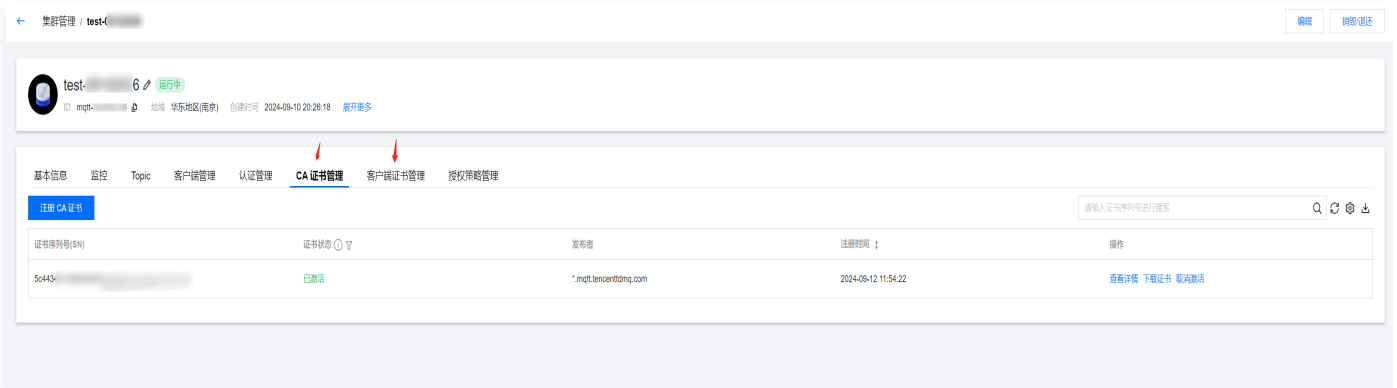 集群管理 / test-
编辑 销毁/退还
test- 6 运行中
ID mqtt- 地域 华东地区(南京) 创建时间 2024-09-10 20:26:18 展开更多
基本信息 监控 Topic 客户端管理 认证管理 CA 证书管理 客户端证书管理 授权策略管理
注册 CA 证书 请输入证书序列号进行搜索
证书序列号(SN) 证书状态 发布者 注册时间 操作
5c443 已激活 *.mqtt.tencenttdmq.com 2024-09-12 11:54:22 查看详情 下载证书 取消激活